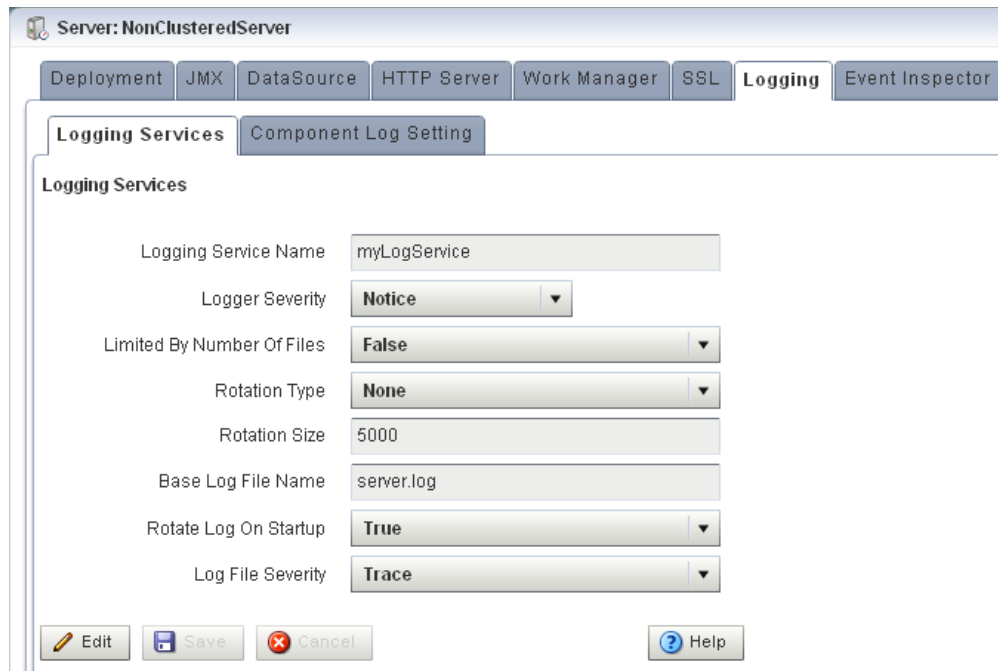 Server: NonClusteredServer
Deployment JMX DataSource HTTP Server Work Manager SSL Logging Event Inspector
Logging Services Component Log Setting
Logging Services
Logging Service Name myLogService
Logger Severity Notice
Limited By Number Of Files False
Rotation Type None
Rotation Size 5000
Base Log File Name server.log
Rotate Log On Startup True
Log File Severity Trace
Edit Save Cancel Help